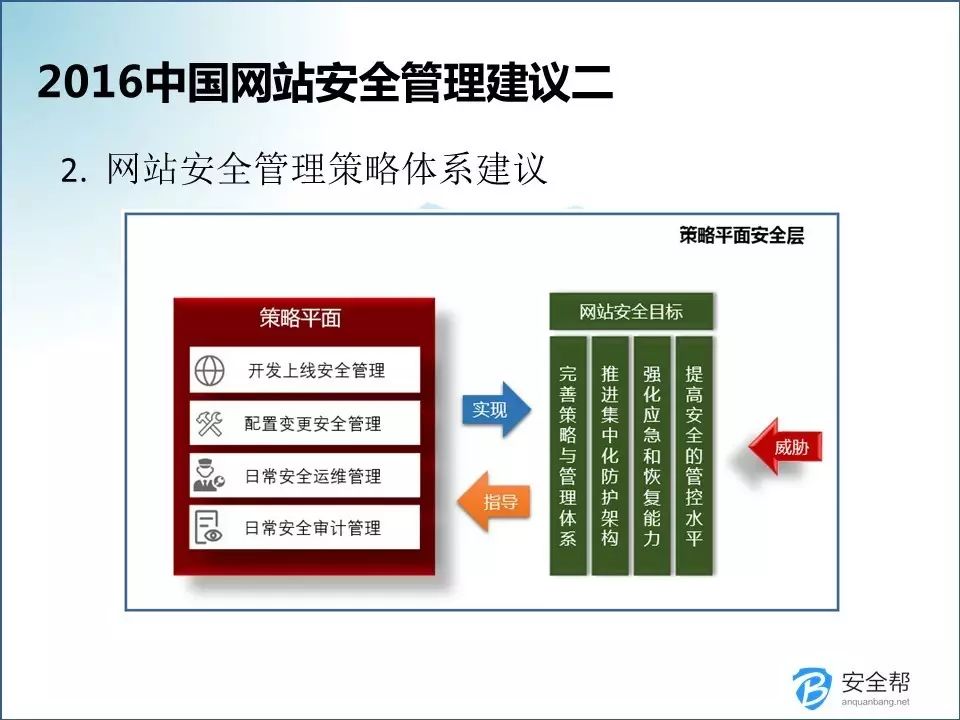 2016中国网站安全管理建议二
2. 网站安全管理策略体系建议
策略平面安全层
策略平面
开发上线安全管理
配置变更安全管理
日常安全运维管理
日常安全审计管理
实现
指导
网站安全目标
完善策略与管理体系
推进集中化防护架构
强化应急和恢复能力
提高安全的管控水平
威胁
安全帮
anquanbang.net